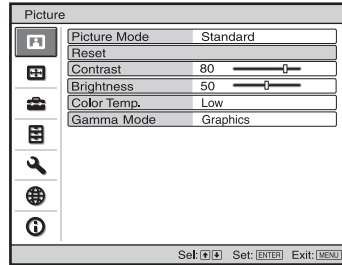 Picture
Picture Mode Standard
Reset
Contrast 80
Brightness 50
Color Temp. Low
Gamma Mode Graphics
Sel: Set: ENTER Exit: MENU